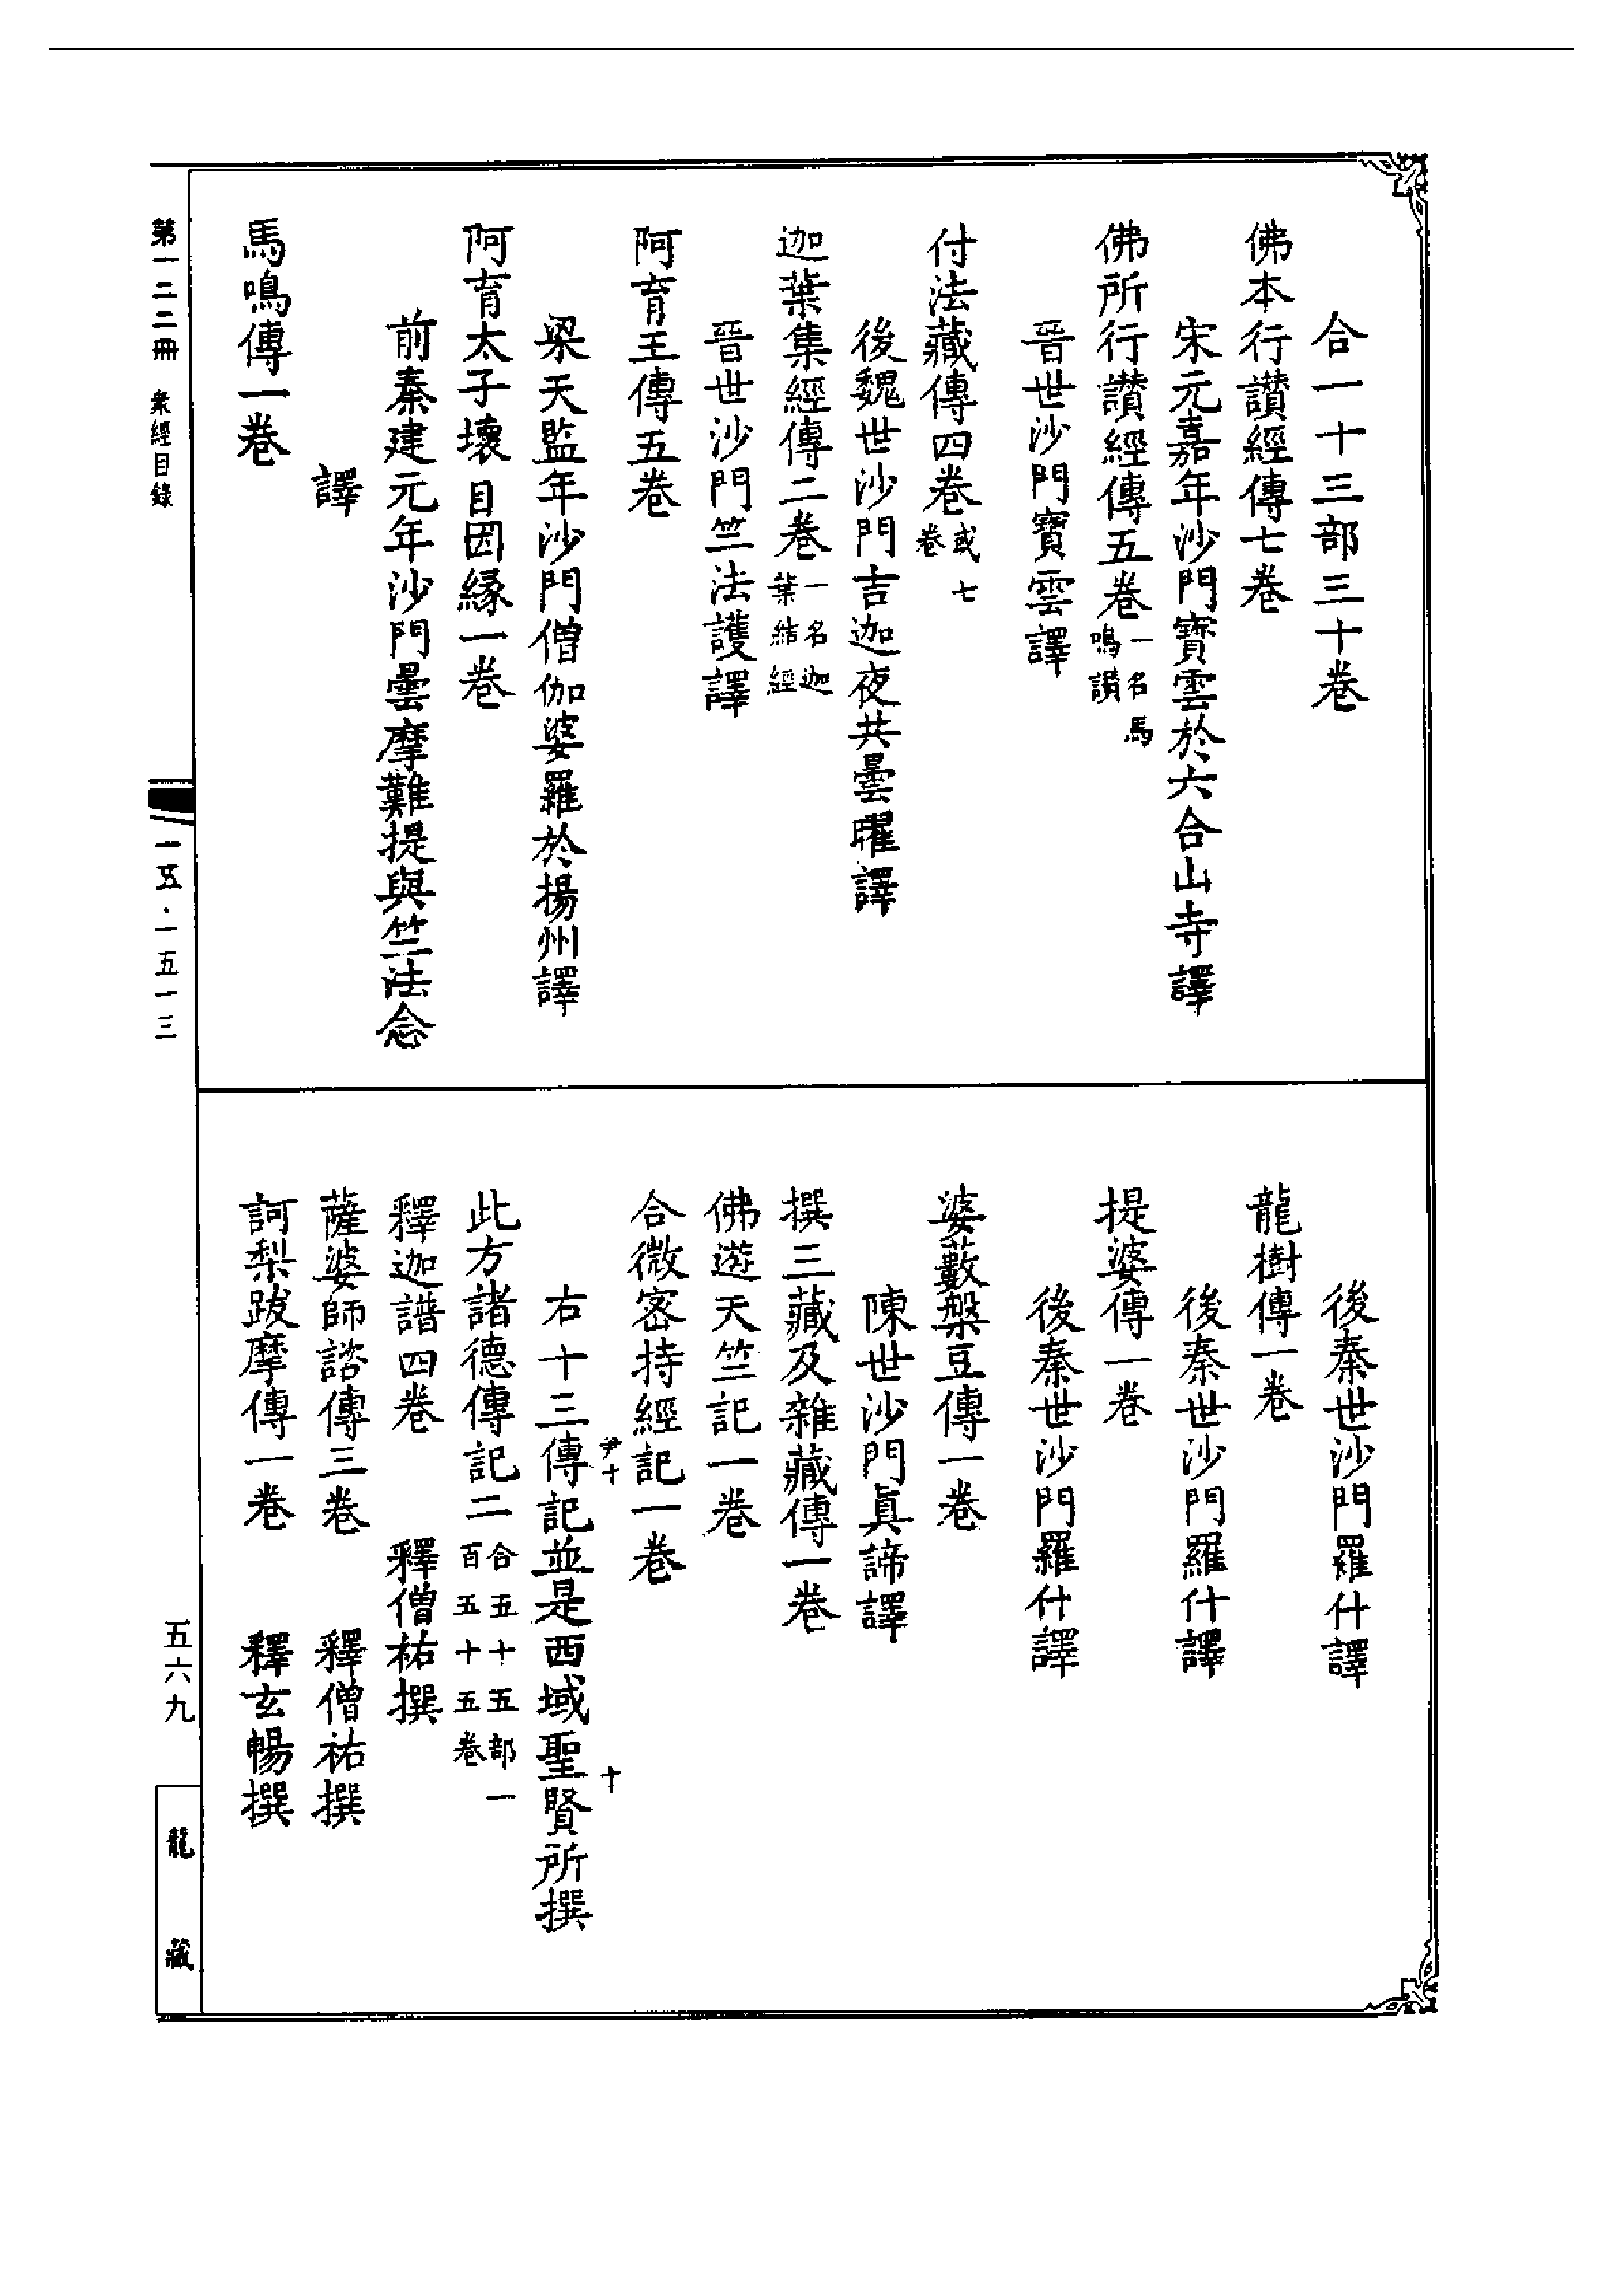 合一十三部三十卷
佛本行讚經傳七卷
宋元嘉年沙門寶雲於六合山寺譯
佛所行讚經傳五卷一名馬鳴讚
晉世沙門寶雲譯
付法藏傳四卷或七卷
後魏世沙門吉迦夜共曇曜譯
迦葉集經傳二卷一名迦葉結經
晉世沙門竺法護譯
阿育王傳五卷
梁天監年沙門僧伽婆羅於揚州譯
阿育太子壞目因緣一卷
前秦建元年沙門曇摩難提與竺法念
譯
馬鳴傳一卷
後秦世沙門羅什譯
龍樹傳一卷
後秦世沙門羅什譯
提婆傳一卷
後秦世沙門羅什譯
婆藪槃豆傳一卷
陳世沙門真諦譯
撰三藏及雜藏傳一卷
佛遊天竺記一卷
合微密持經記一卷
尹十 十
右十三傳記並是西域聖賢所撰
此方諸德傳記二合五十五部一百五十五卷
釋迦譜四卷 釋僧祐撰
薩婆師諮傳三卷 釋僧祐撰
訶梨跋摩傳一卷 釋玄暢撰
第一二二冊 衆經目錄
一五·一五一三
五六九
龍藏